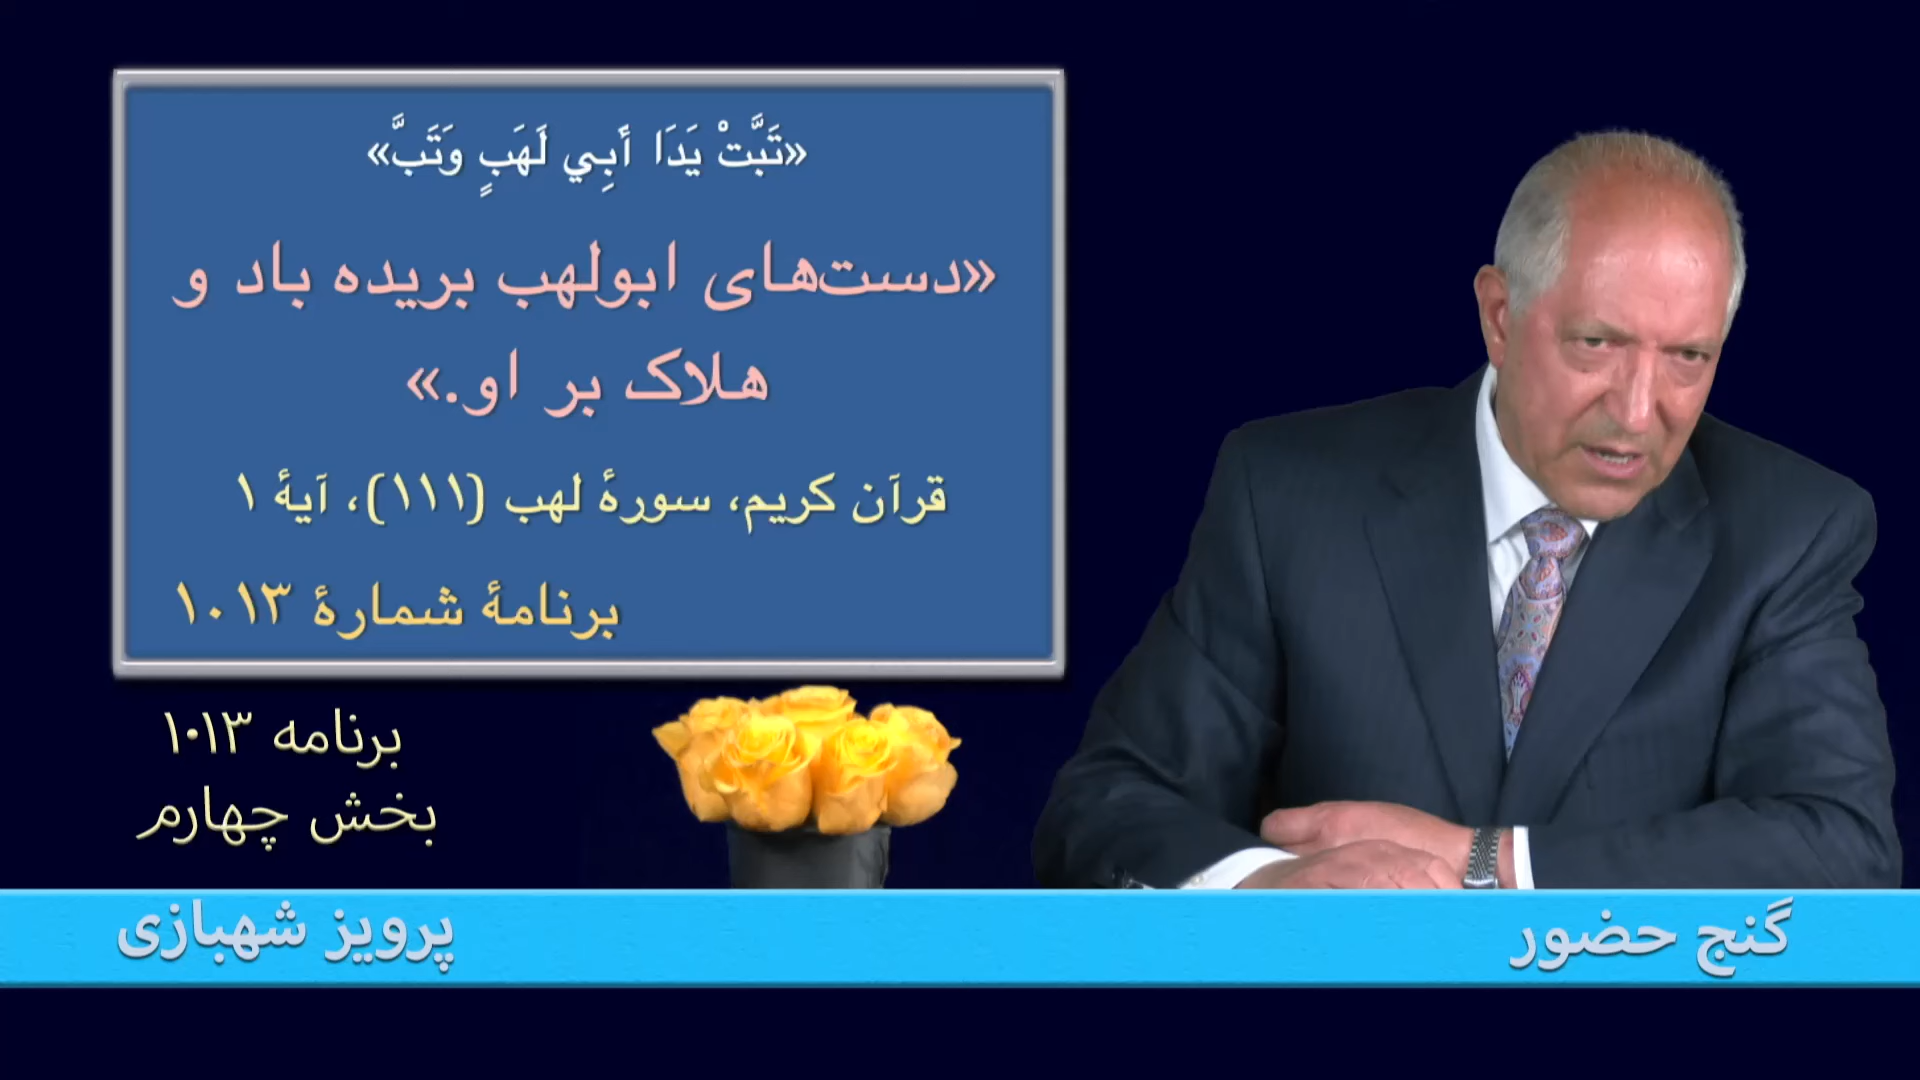 «تَبَّتْ يَدَا أَبِي لَهَبٍ وَتَبَّ»
«دست‌های ابولهب بریده باد و
هلاک بر او.»
قرآن کریم، سورهٔ لهب (۱۱۱)، آیهٔ ۱
برنامهٔ شمارهٔ ۱۰۱۳
برنامه ۱۰۱۳
بخش چهارم
گنج حضور
پرویز شهبازی